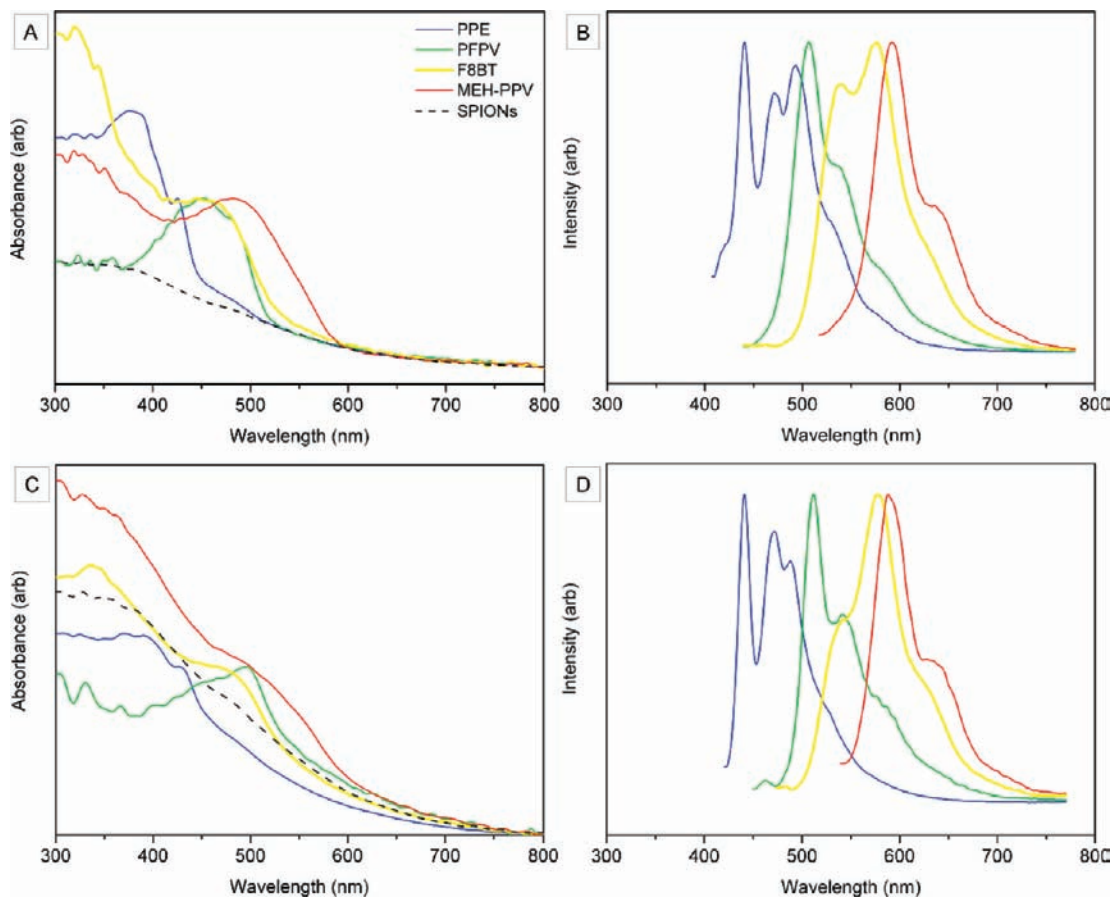 A
PPE
PFPV
F8BT
MEH-PPV
SPIONs
Absorbance (arb)
300 400 500 600 700 800
Wavelength (nm)
B
Intensity (arb)
300 400 500 600 700 800
Wavelength (nm)
C
Absorbance (arb)
300 400 500 600 700 800
Wavelength (nm)
D
Intensity (arb)
300 400 500 600 700 800
Wavelength (nm)